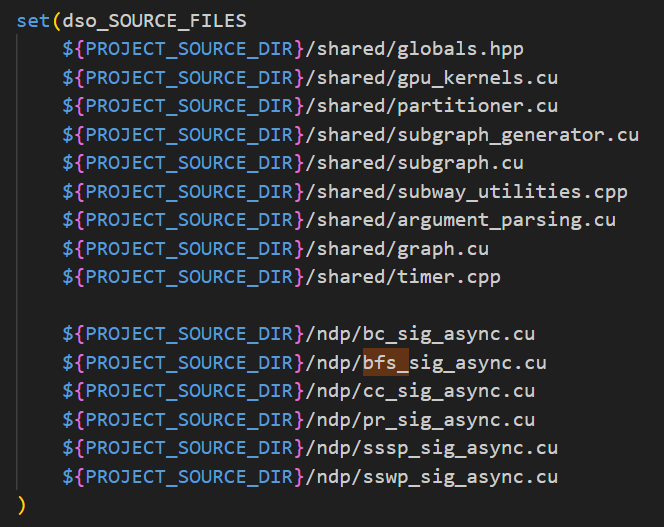 set(dso_SOURCE_FILES
${PROJECT_SOURCE_DIR}/shared/globals.hpp
${PROJECT_SOURCE_DIR}/shared/gpu_kernels.cu
${PROJECT_SOURCE_DIR}/shared/partitioner.cu
${PROJECT_SOURCE_DIR}/shared/subgraph_generator.cu
${PROJECT_SOURCE_DIR}/shared/subgraph.cu
${PROJECT_SOURCE_DIR}/shared/subway_utilities.cpp
${PROJECT_SOURCE_DIR}/shared/argument_parsing.cu
${PROJECT_SOURCE_DIR}/shared/graph.cu
${PROJECT_SOURCE_DIR}/shared/timer.cpp
${PROJECT_SOURCE_DIR}/ndp/bc_sig_async.cu
${PROJECT_SOURCE_DIR}/ndp/bfs_sig_async.cu
${PROJECT_SOURCE_DIR}/ndp/cc_sig_async.cu
${PROJECT_SOURCE_DIR}/ndp/pr_sig_async.cu
${PROJECT_SOURCE_DIR}/ndp/sssp_sig_async.cu
${PROJECT_SOURCE_DIR}/ndp/sswp_sig_async.cu
)